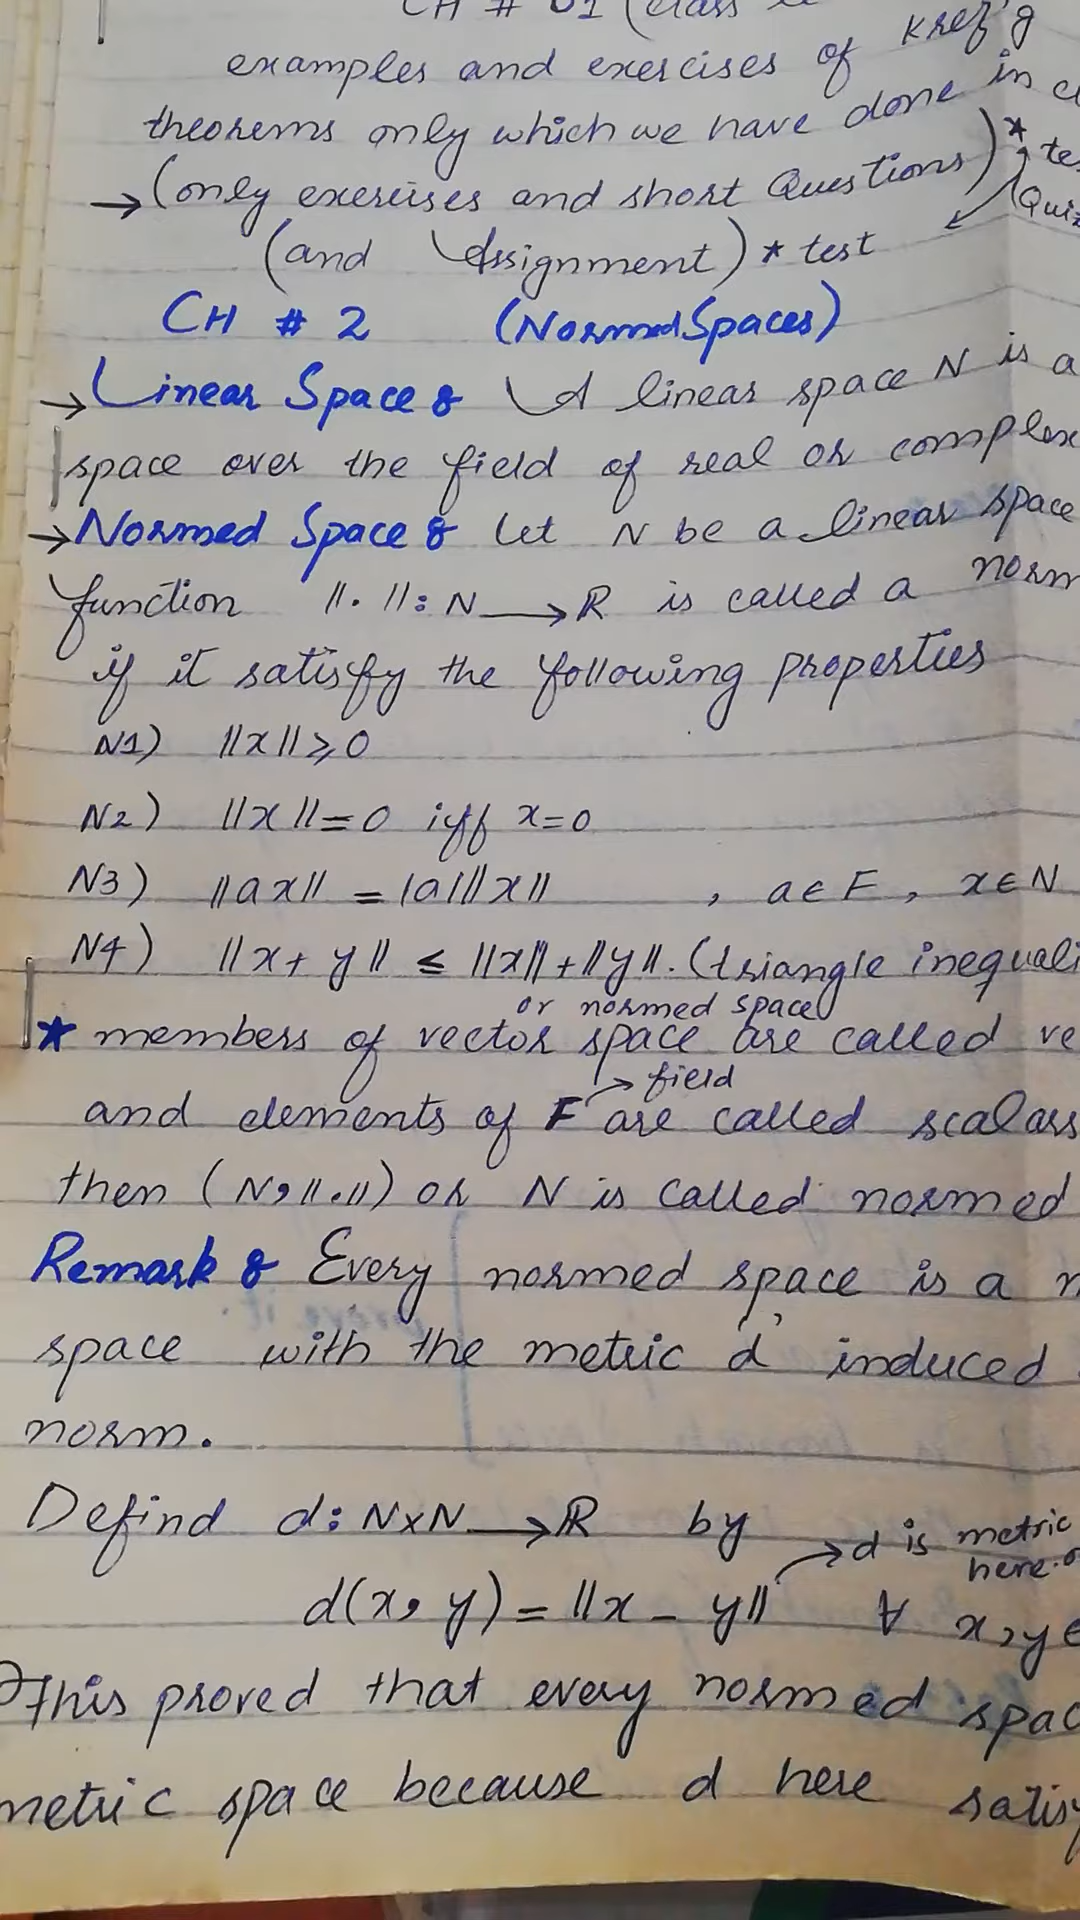 CH # 01 (class
examples and exercises of
theorems only which we have done in
→ (only exercises and short Questions) *
(and Assignment) * test
CH # 2 (Normed Spaces)
→ Linear Space : A linear space N is a
space over the field of real or complex
→ Normed Space : Let N be a linear space
function ||.||: N → R is called a norm
if it satisfy the following properties
N1) ||x|| ≥ 0
N2) ||x|| = 0 iff x=0
N3) ||ax|| = |a| ||x|| , a ∈ F , x ∈ N
N4) ||x+y|| ≤ ||x||+||y||. (triangle inequali
or normed space
* members of vector space are called ve
→ field
and elements of F are called scalars
then (N,||.||) or N is called normed
Remark : Every normed space is a
space with the metric d' induced
norm.
Defind d: N×N → R by
→ d is metric
here.
d(x, y) = ||x - y|| ∀ x, y ∈
This proved that every normed spac
metric space because d here satisf